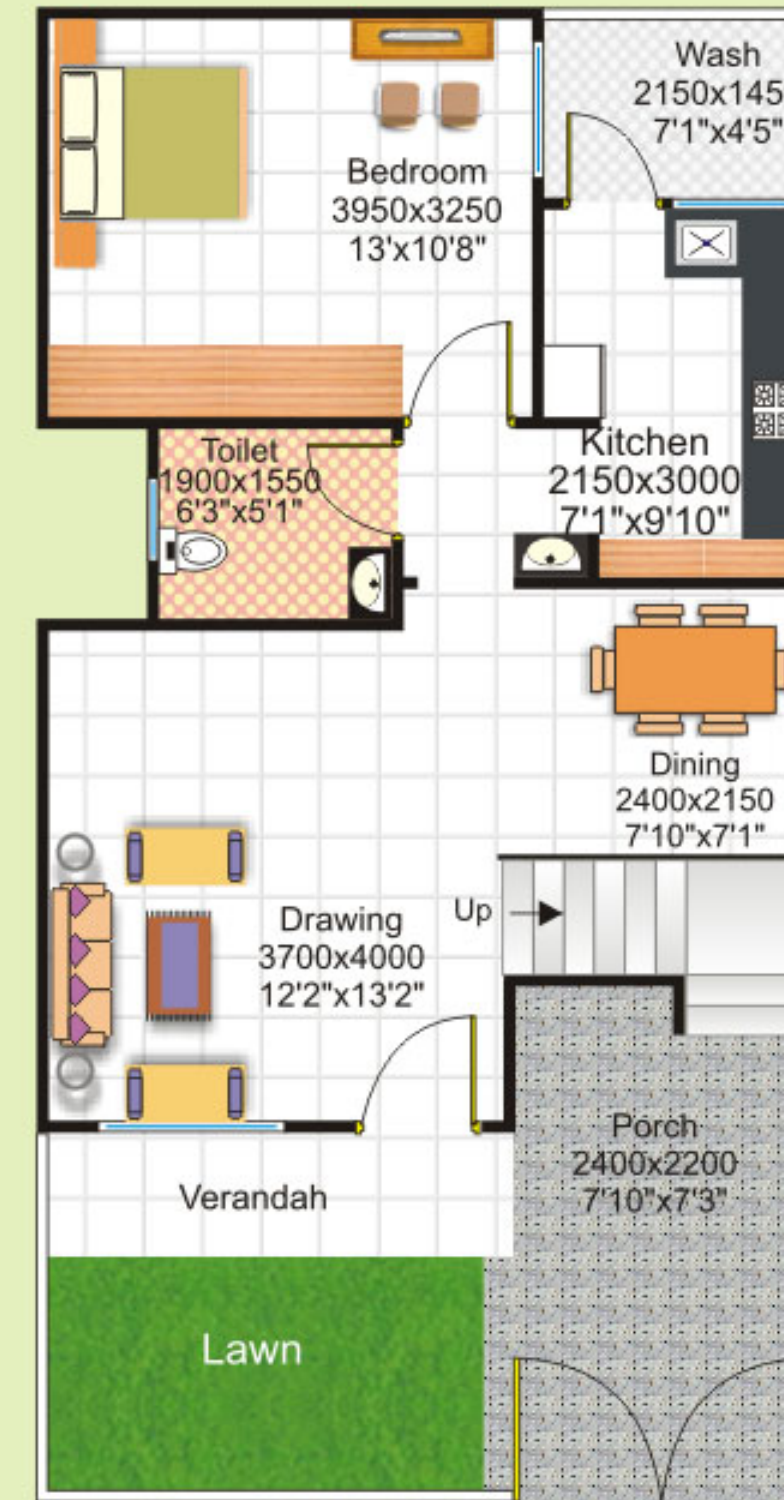 Wash
2150x145
7'1"x4'5"
Bedroom
3950x3250
13'x10'8"
Toilet
1900x1550
6'3"x5'1"
Kitchen
2150x3000
7'1"x9'10"
Dining
2400x2150
7'10"x7'1"
Up
Drawing
3700x4000
12'2"x13'2"
Porch
2400x2200
7'10"x7'3"
Verandah
Lawn